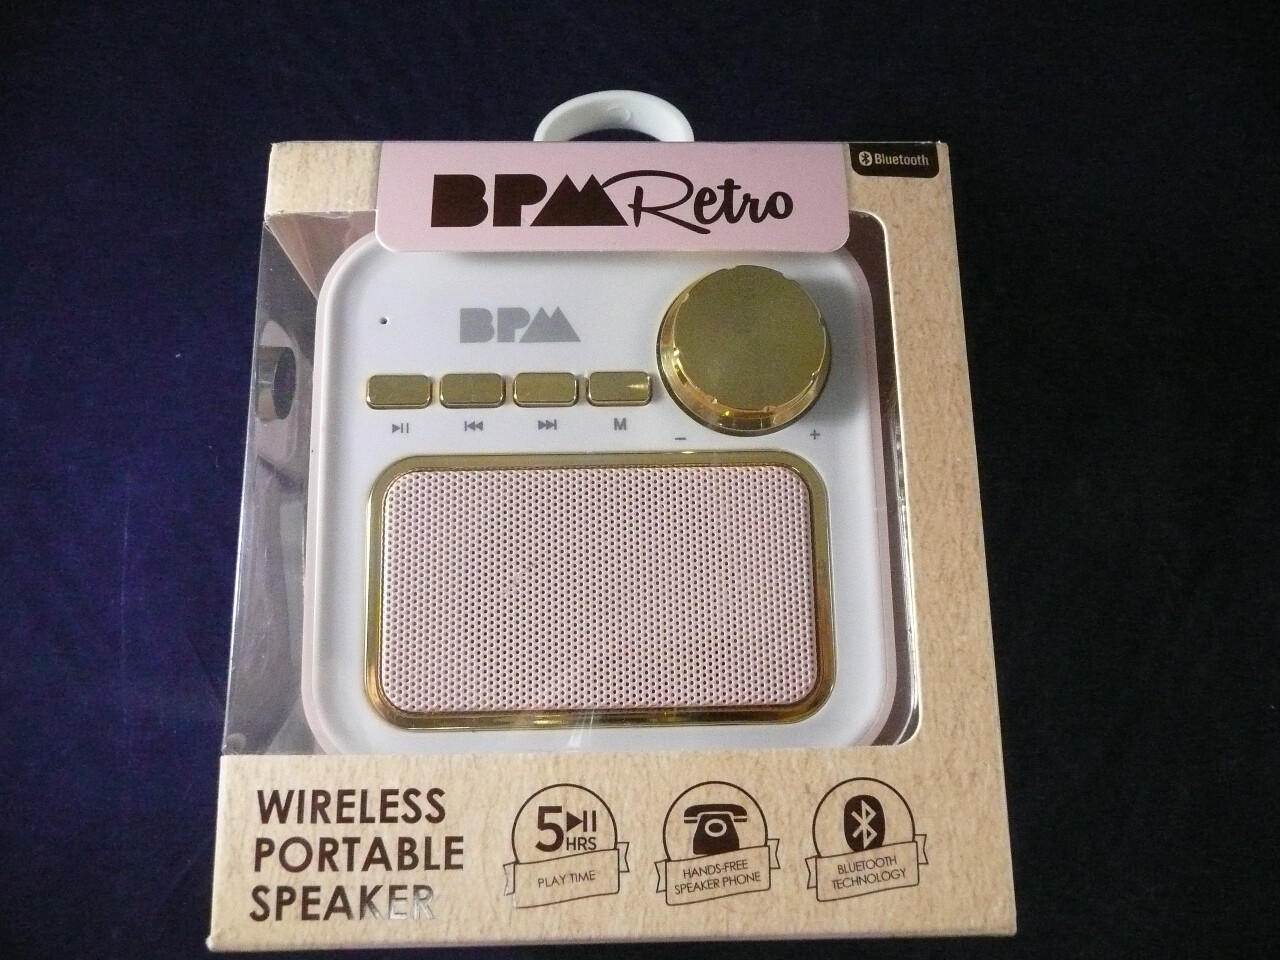 BPM Retro
Bluetooth
BPM
M
− +
WIRELESS
PORTABLE
SPEAKER
5 HRS
PLAY TIME
HANDS-FREE
SPEAKER PHONE
BLUETOOTH
TECHNOLOGY